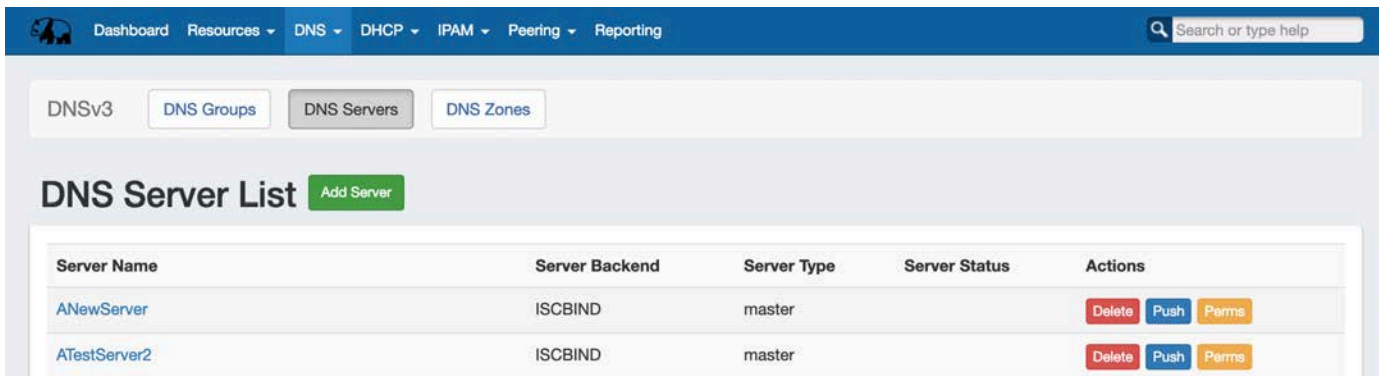 Dashboard Resources DNS DHCP IPAM Peering Reporting Search or type help
DNSv3 DNS Groups DNS Servers DNS Zones
DNS Server List Add Server
Server Name Server Backend Server Type Server Status Actions
ANewServer ISCBIND master Delete Push Perms
ATestServer2 ISCBIND master Delete Push Perms